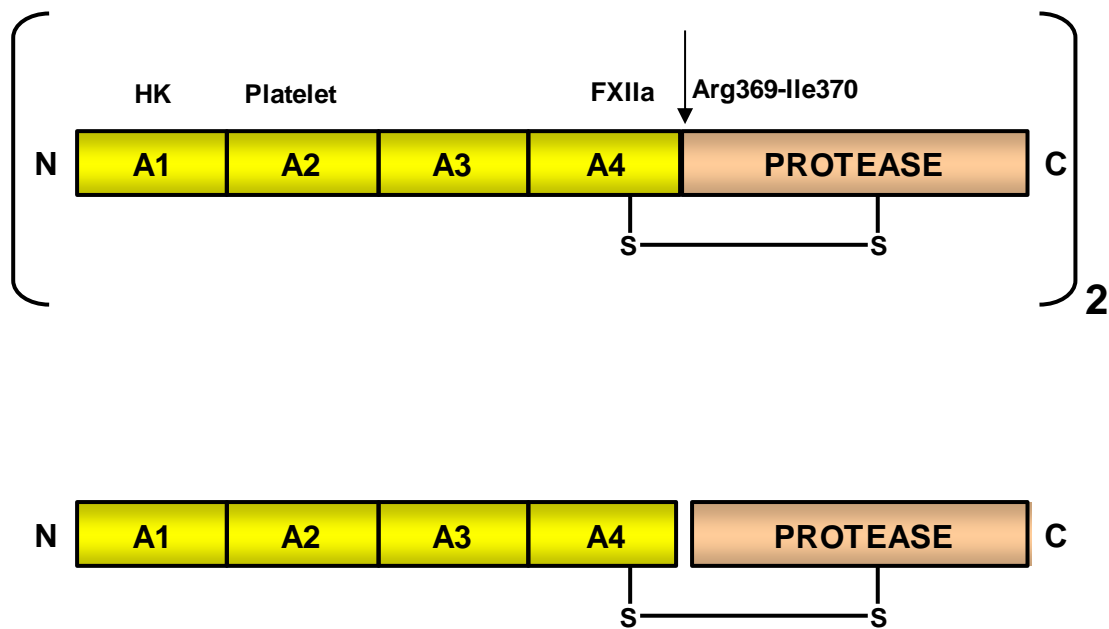 HK Platelet FXIIa Arg369-Ile370
N A1 A2 A3 A4 PROTEASE C
S S
2
N A1 A2 A3 A4 PROTEASE C
S S